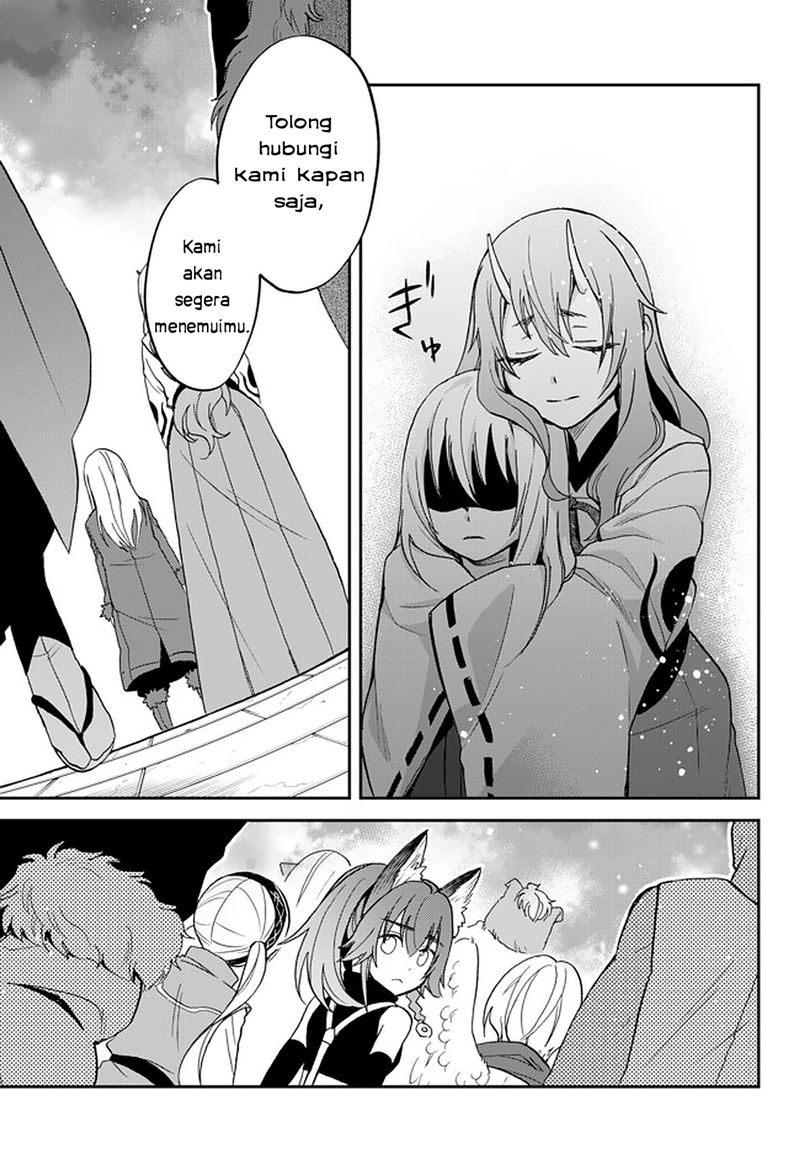 Tolong
hubungi
kami kapan
saja,
Kami
akan
segera
menemuimu.
ぎゅ